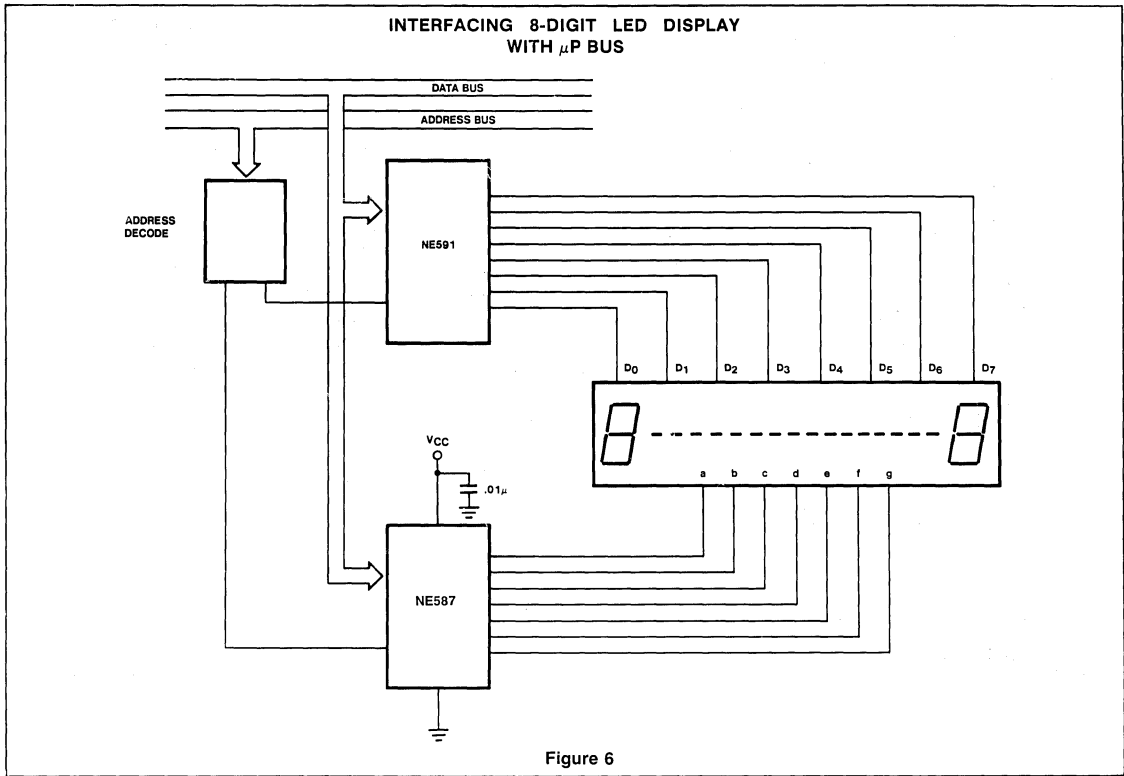 INTERFACING 8-DIGIT LED DISPLAY
WITH μP BUS
DATA BUS
ADDRESS BUS
ADDRESS
DECODE
NE591
D0 D1 D2 D3 D4 D5 D6 D7
a b c d e f g
VCC
.01μ
NE587
Figure 6